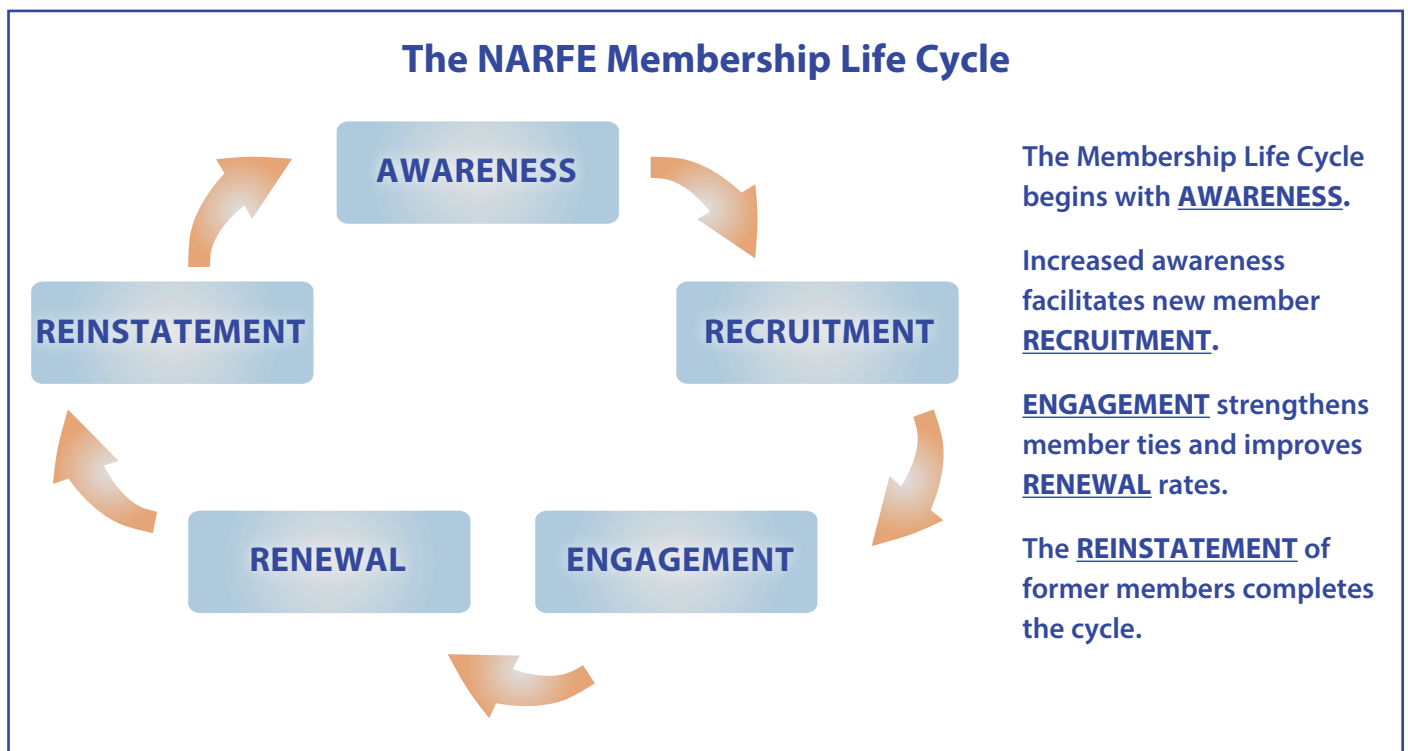 The NARFE Membership Life Cycle
AWARENESS
RECRUITMENT
ENGAGEMENT
RENEWAL
REINSTATEMENT
The Membership Life Cycle
begins with AWARENESS.
Increased awareness
facilitates new member
RECRUITMENT.
ENGAGEMENT strengthens
member ties and improves
RENEWAL rates.
The REINSTATEMENT of
former members completes
the cycle.